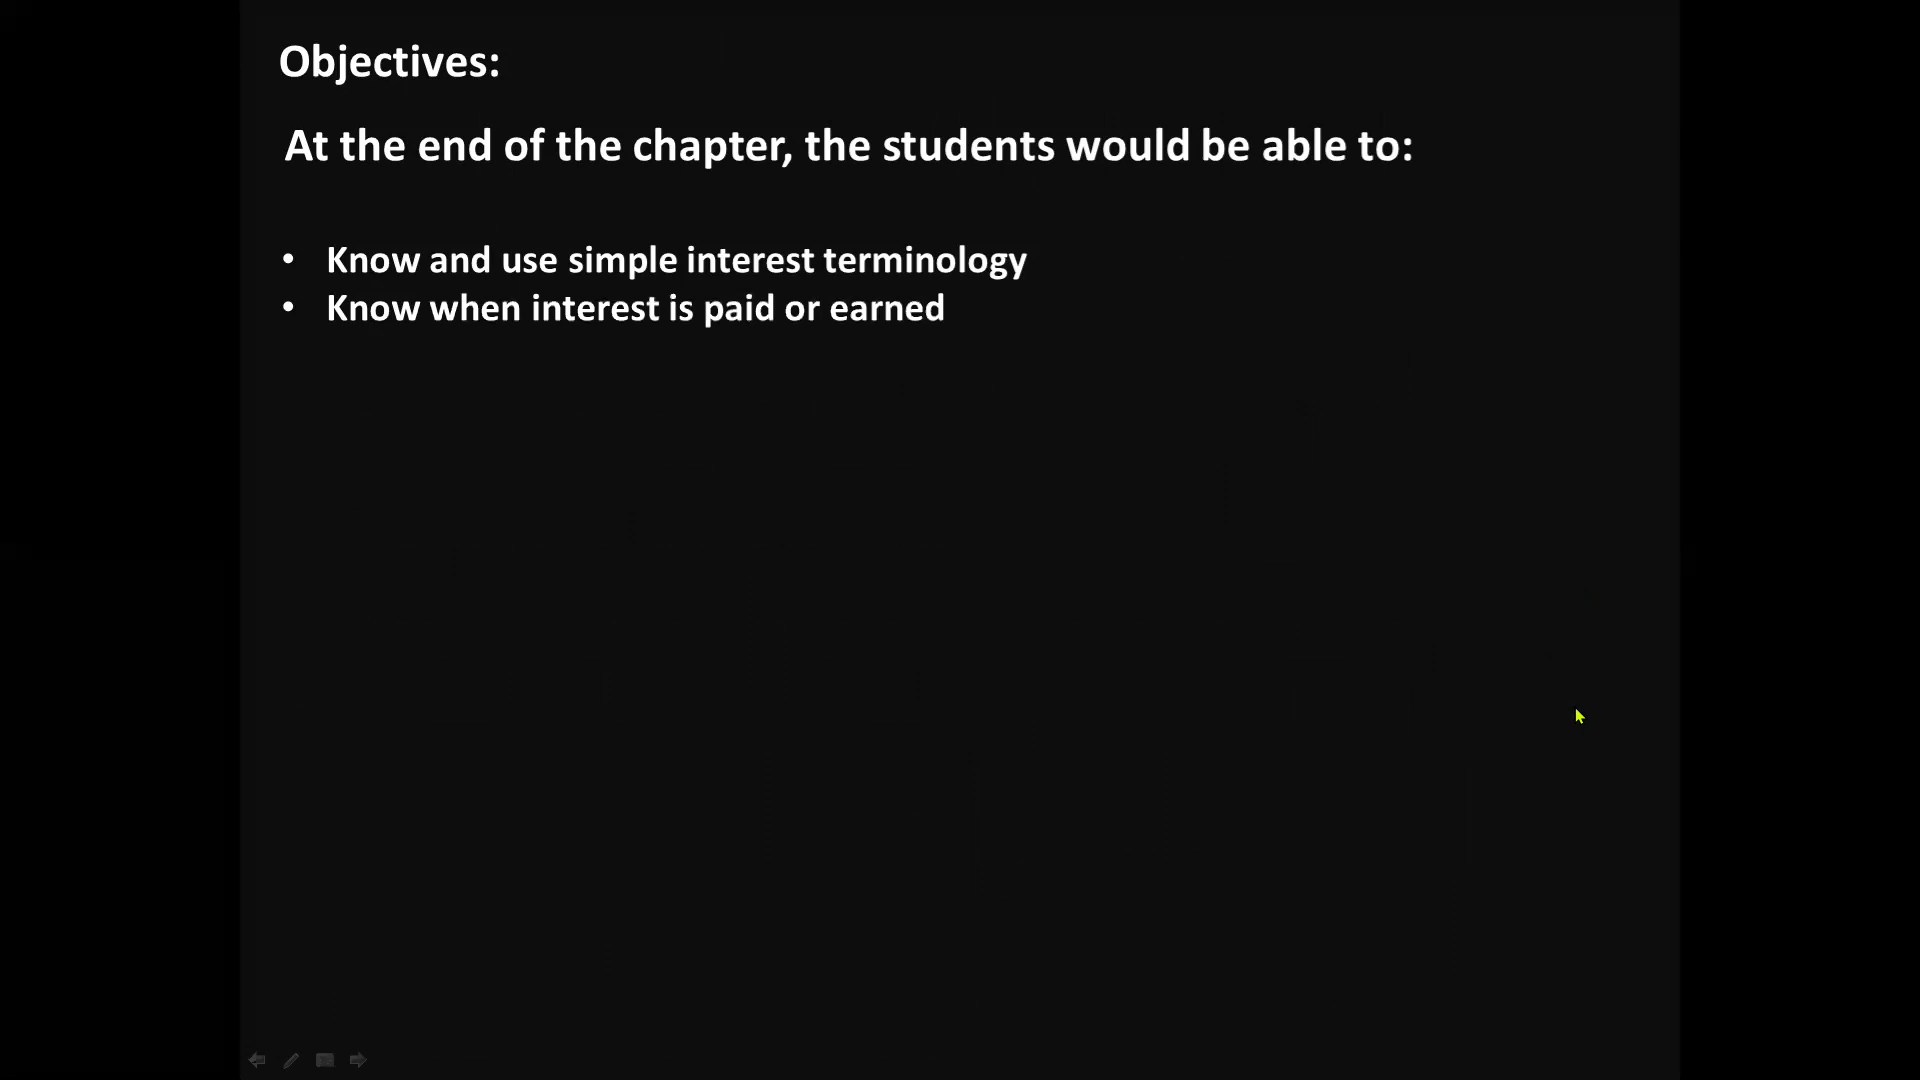 Objectives:
At the end of the chapter, the students would be able to:
• Know and use simple interest terminology
• Know when interest is paid or earned